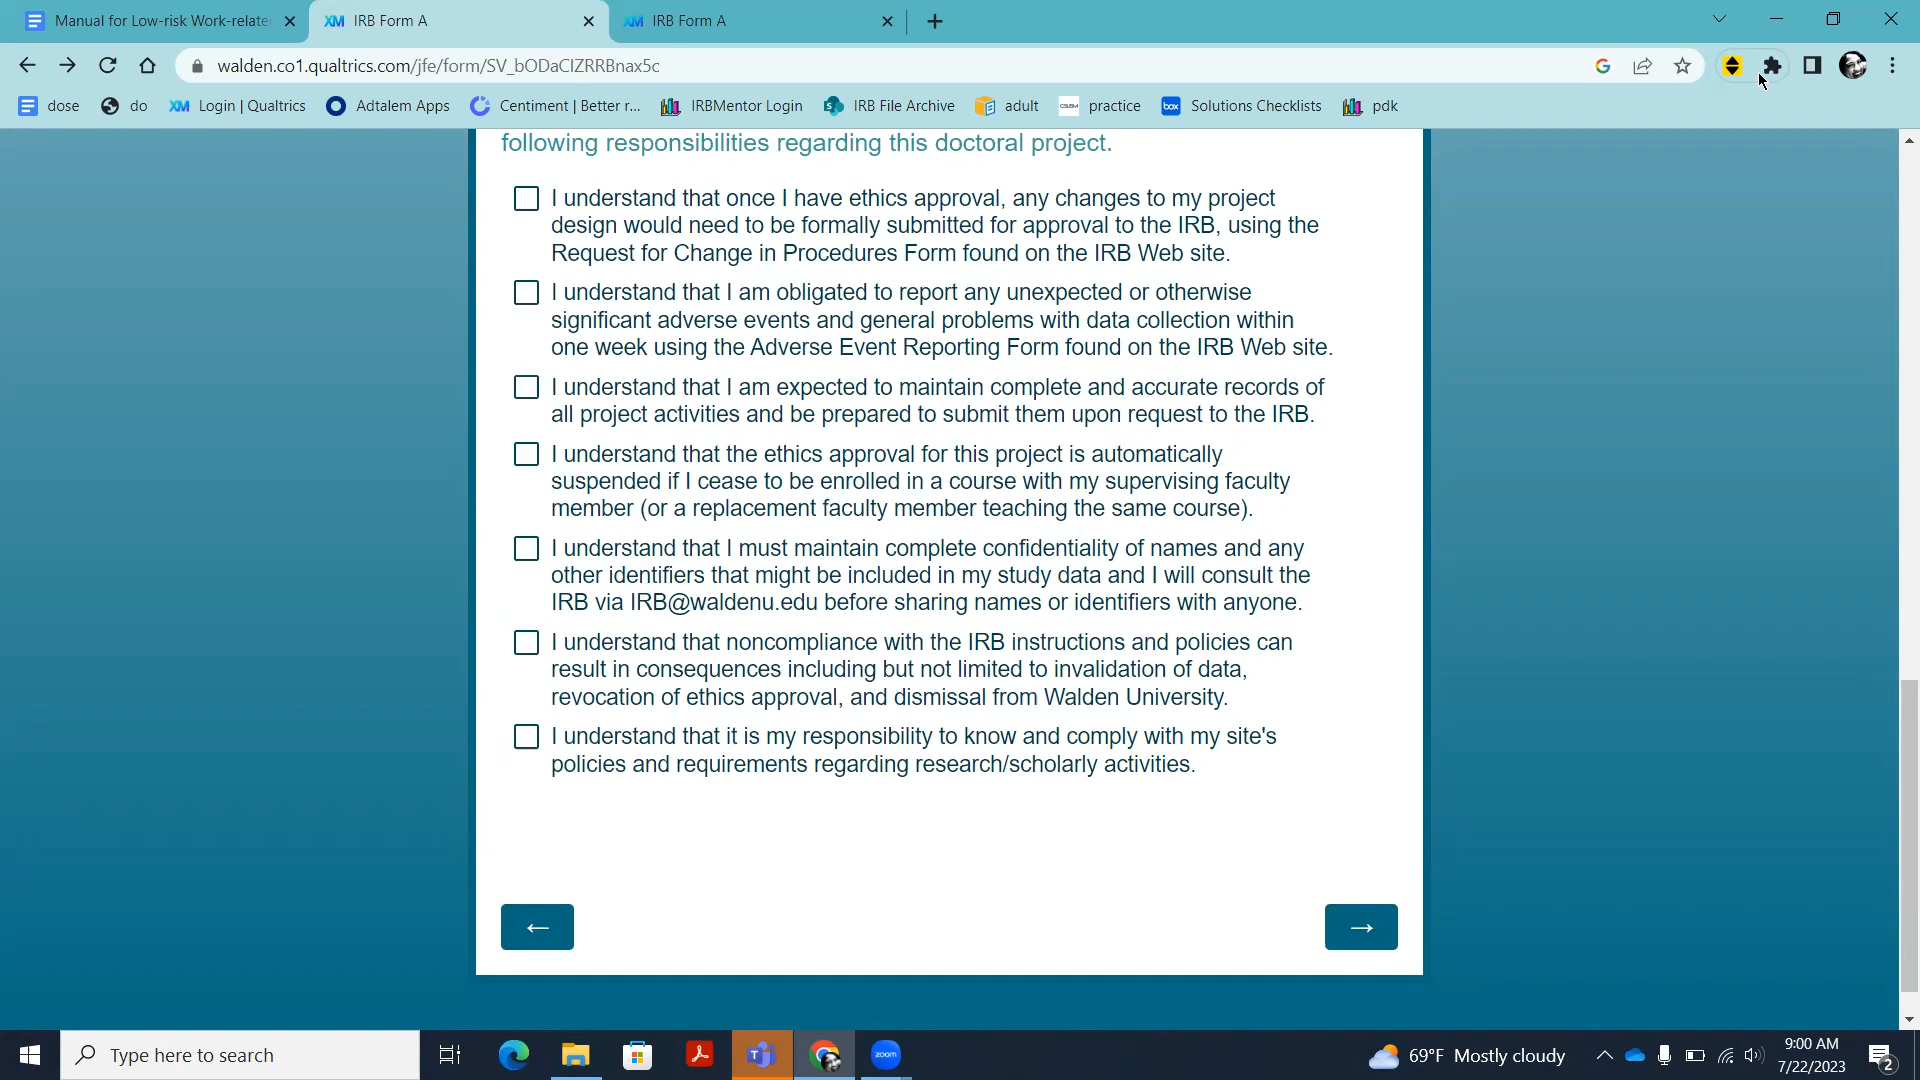 Manual for Low-risk Work-relate
XM IRB Form A
XM IRB Form A
walden.co1.qualtrics.com/jfe/form/SV_bODaCIZRRBnax5c
dose
do
XM Login | Qualtrics
Adtalem Apps
Centiment | Better r...
IRBMentor Login
IRB File Archive
adult
CSUSM practice
box Solutions Checklists
pdk
following responsibilities regarding this doctoral project.
I understand that once I have ethics approval, any changes to my project
design would need to be formally submitted for approval to the IRB, using the
Request for Change in Procedures Form found on the IRB Web site.
I understand that I am obligated to report any unexpected or otherwise
significant adverse events and general problems with data collection within
one week using the Adverse Event Reporting Form found on the IRB Web site.
I understand that I am expected to maintain complete and accurate records of
all project activities and be prepared to submit them upon request to the IRB.
I understand that the ethics approval for this project is automatically
suspended if I cease to be enrolled in a course with my supervising faculty
member (or a replacement faculty member teaching the same course).
I understand that I must maintain complete confidentiality of names and any
other identifiers that might be included in my study data and I will consult the
IRB via IRB@waldenu.edu before sharing names or identifiers with anyone.
I understand that noncompliance with the IRB instructions and policies can
result in consequences including but not limited to invalidation of data,
revocation of ethics approval, and dismissal from Walden University.
I understand that it is my responsibility to know and comply with my site's
policies and requirements regarding research/scholarly activities.
← →
Type here to search
zoom
69°F Mostly cloudy
9:00 AM
7/22/2023
2